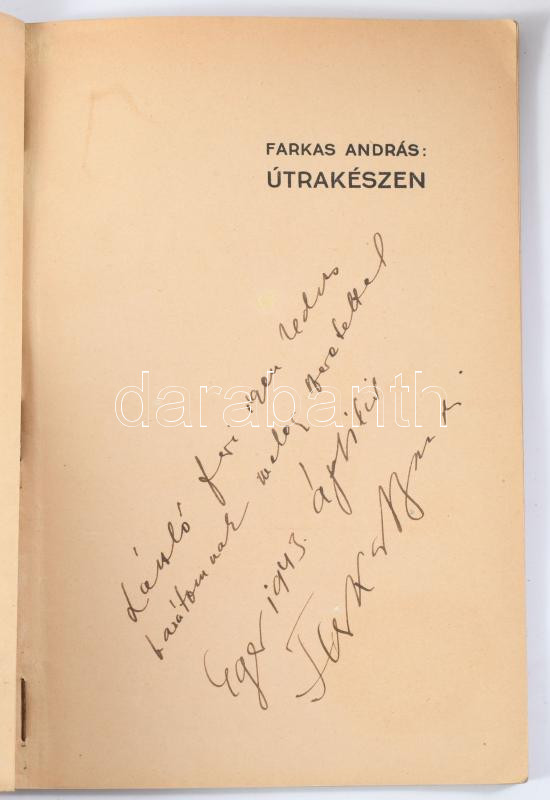 FARKAS ANDRÁS:
ÚTRAKÉSZEN
László Feri igen kedves
barátomnak meleg szeretettel
Eger 1943. április
Farkas András
darabanth